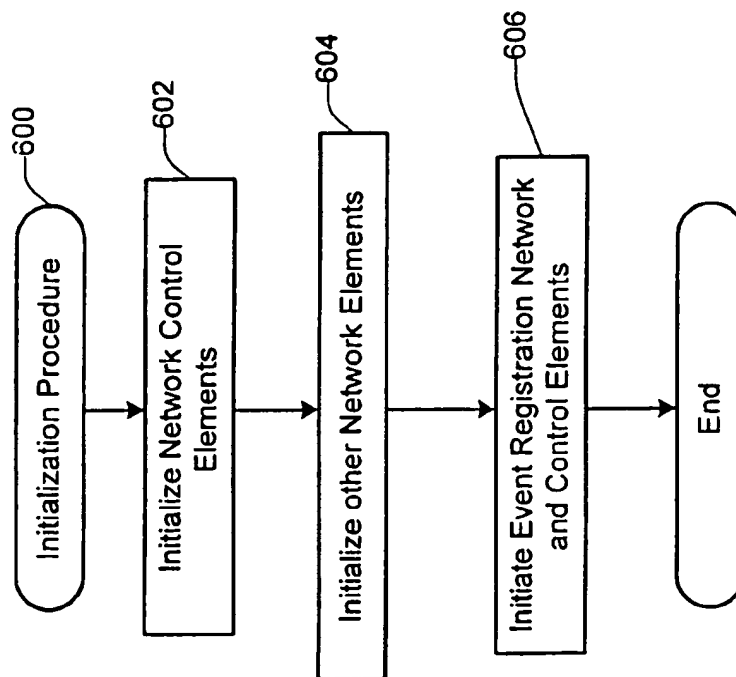 600
Initialization Procedure
602
Initialize Network Control
Elements
604
Initialize other Network Elements
606
Initiate Event Registration Network
and Control Elements
End